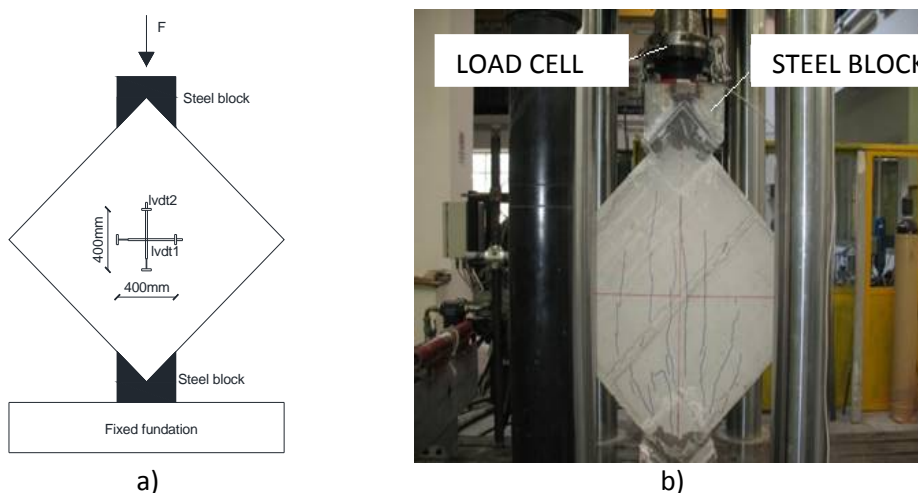 F
Steel block
lvdt2
400mm
lvdt1
400mm
Steel block
Fixed fundation
a)
LOAD CELL
STEEL BLOCK
b)